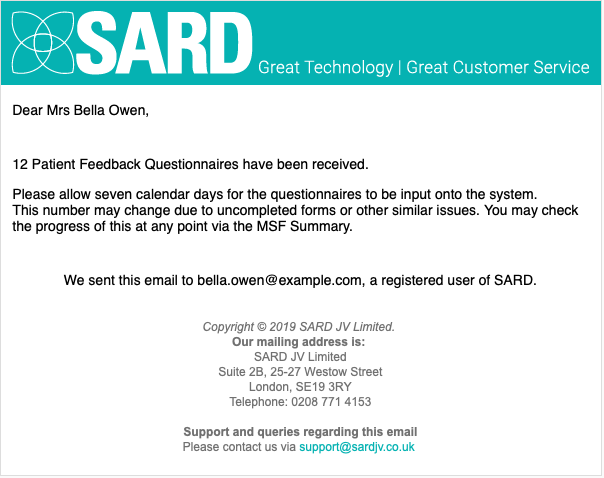 SARD
Great Technology | Great Customer Service
Dear Mrs Bella Owen,
12 Patient Feedback Questionnaires have been received.
Please allow seven calendar days for the questionnaires to be input onto the system.
This number may change due to uncompleted forms or other similar issues. You may check
the progress of this at any point via the MSF Summary.
We sent this email to bella.owen@example.com, a registered user of SARD.
Copyright © 2019 SARD JV Limited.
Our mailing address is:
SARD JV Limited
Suite 2B, 25-27 Westow Street
London, SE19 3RY
Telephone: 0208 771 4153
Support and queries regarding this email
Please contact us via support@sardjv.co.uk